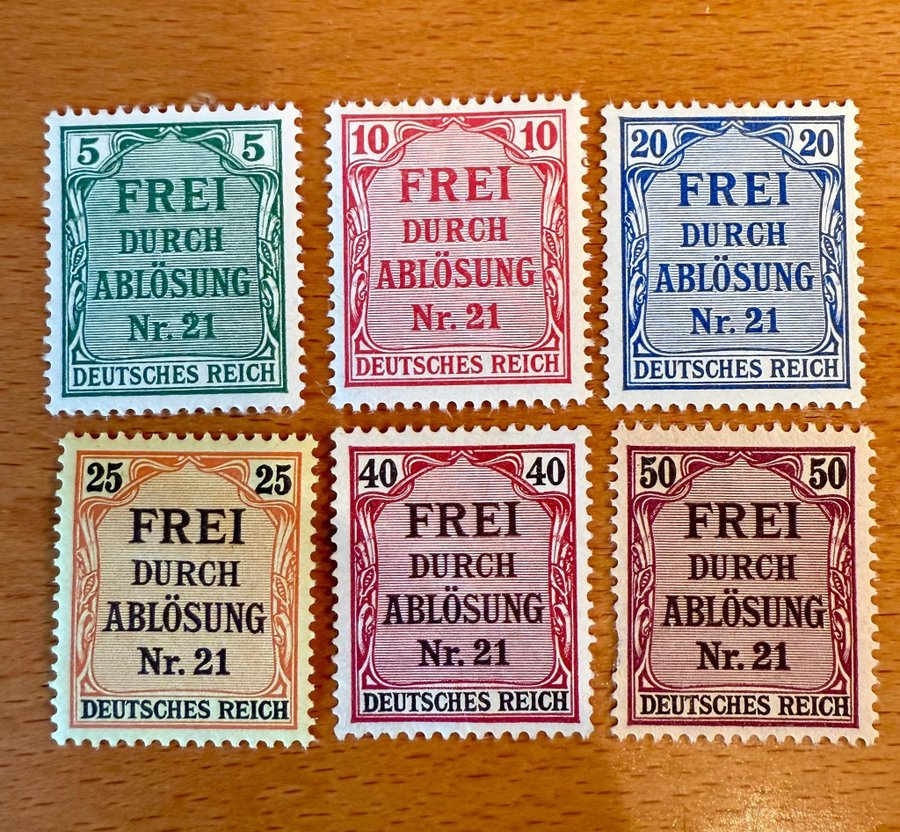 5 5
FREI
DURCH
ABLÖSUNG
Nr. 21
DEUTSCHES REICH
10 10
FREI
DURCH
ABLÖSUNG
Nr. 21
DEUTSCHES REICH
20 20
FREI
DURCH
ABLÖSUNG
Nr. 21
DEUTSCHES REICH
25 25
FREI
DURCH
ABLÖSUNG
Nr. 21
DEUTSCHES REICH
40 40
FREI
DURCH
ABLÖSUNG
Nr. 21
DEUTSCHES REICH
50 50
FREI
DURCH
ABLÖSUNG
Nr. 21
DEUTSCHES REICH